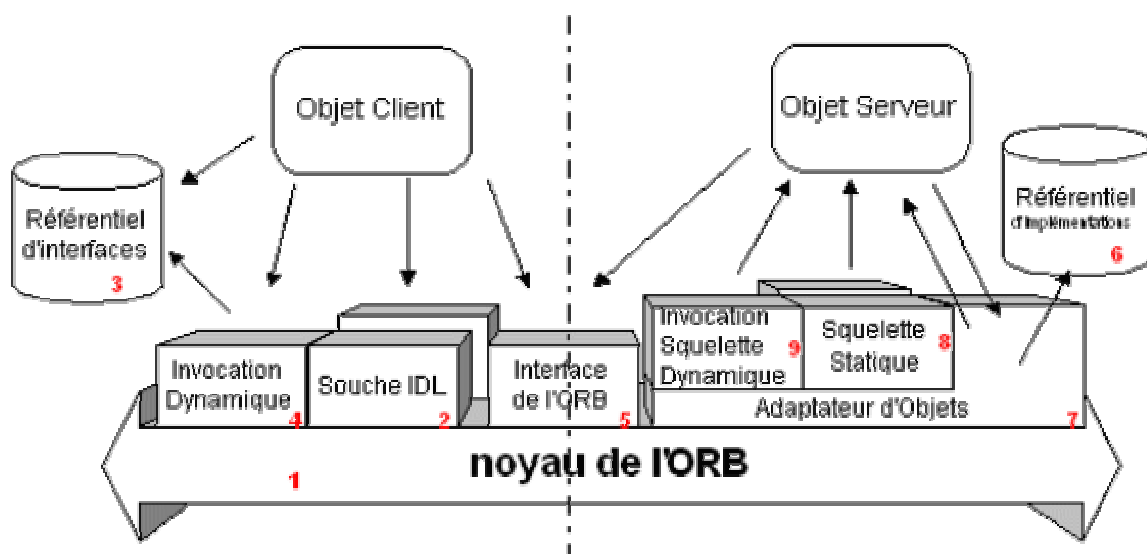 Objet Client
Objet Serveur
Référentiel
d'interfaces
3
Référentiel
d'implémentations
6
Invocation
Dynamique
4
Souche IDL
2
Interface
de l'ORB
5
Invocation
Squelette
Dynamique
9
Squelette
Statique
8
Adaptateur d'Objets
7
noyau de l'ORB
1